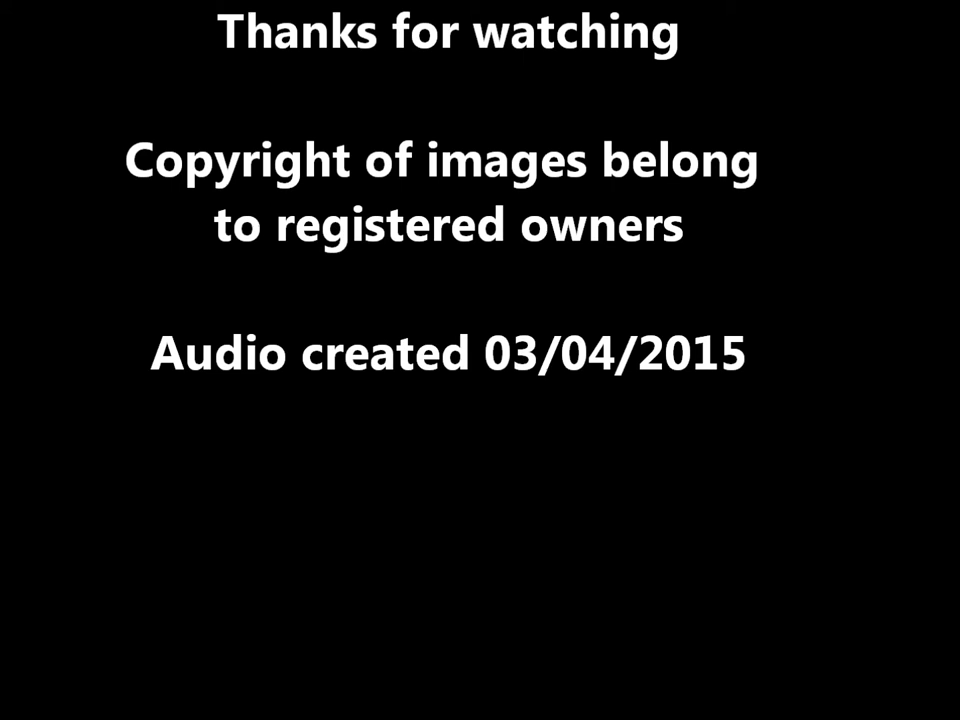 Thanks for watching
Copyright of images belong
to registered owners
Audio created 03/04/2015